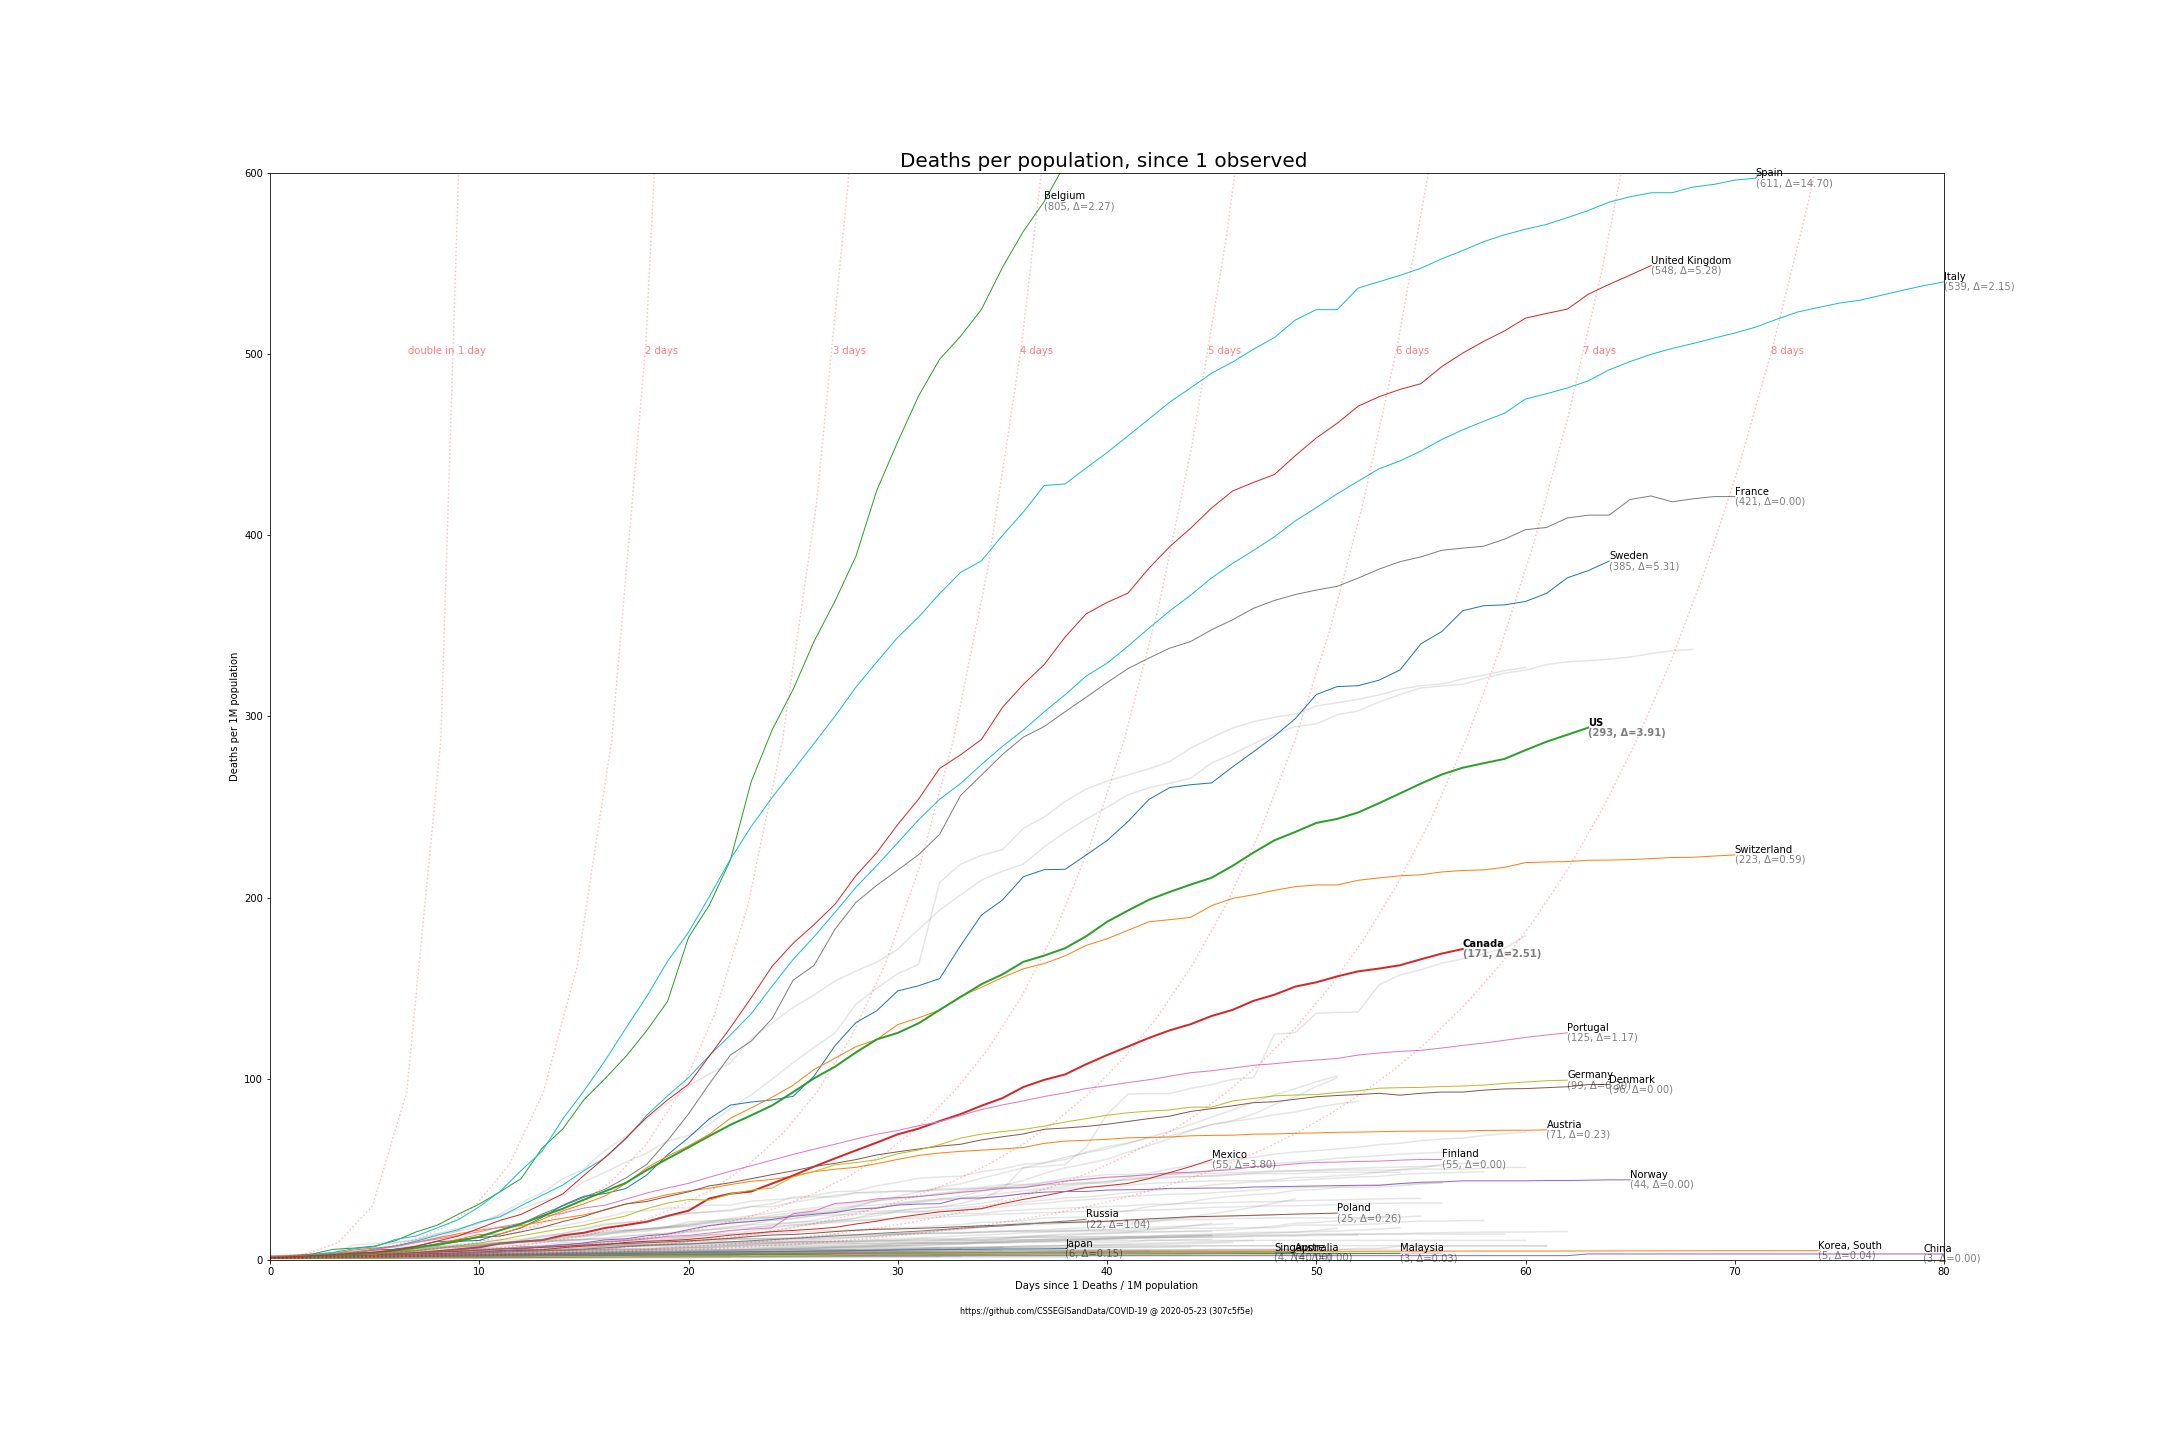 Deaths per population, since 1 observed
600
500
400
300
200
100
0
Deaths per 1M population
Spain
(611, Δ=14.70)
Belgium
(805, Δ=2.27)
United Kingdom
(548, Δ=5.28)
Italy
(539, Δ=2.15)
double in 1 day
2 days
3 days
4 days
5 days
6 days
7 days
8 days
France
(421, Δ=0.00)
Sweden
(385, Δ=5.31)
US
(293, Δ=3.91)
Switzerland
(223, Δ=0.59)
Canada
(171, Δ=2.51)
Portugal
(125, Δ=1.17)
Germany
(99,
Denmark
(96, Δ=0.00)
Austria
(71, Δ=0.23)
Mexico
(55, Δ=3.80)
Finland
(55, Δ=0.00)
Norway
(44, Δ=0.00)
Russia
(22, Δ=1.04)
Poland
(25, Δ=0.26)
Japan
(6, Δ=0.15)
Singapore
Australia
Malaysia
(3, Δ=0.03)
Korea, South
(5, Δ=0.04)
China
(3, Δ=0.00)
0 10 20 30 40 50 60 70 80
Days since 1 Deaths / 1M population
https://github.com/CSSEGISandData/COVID-19 @ 2020-05-23 (307c5f5e)